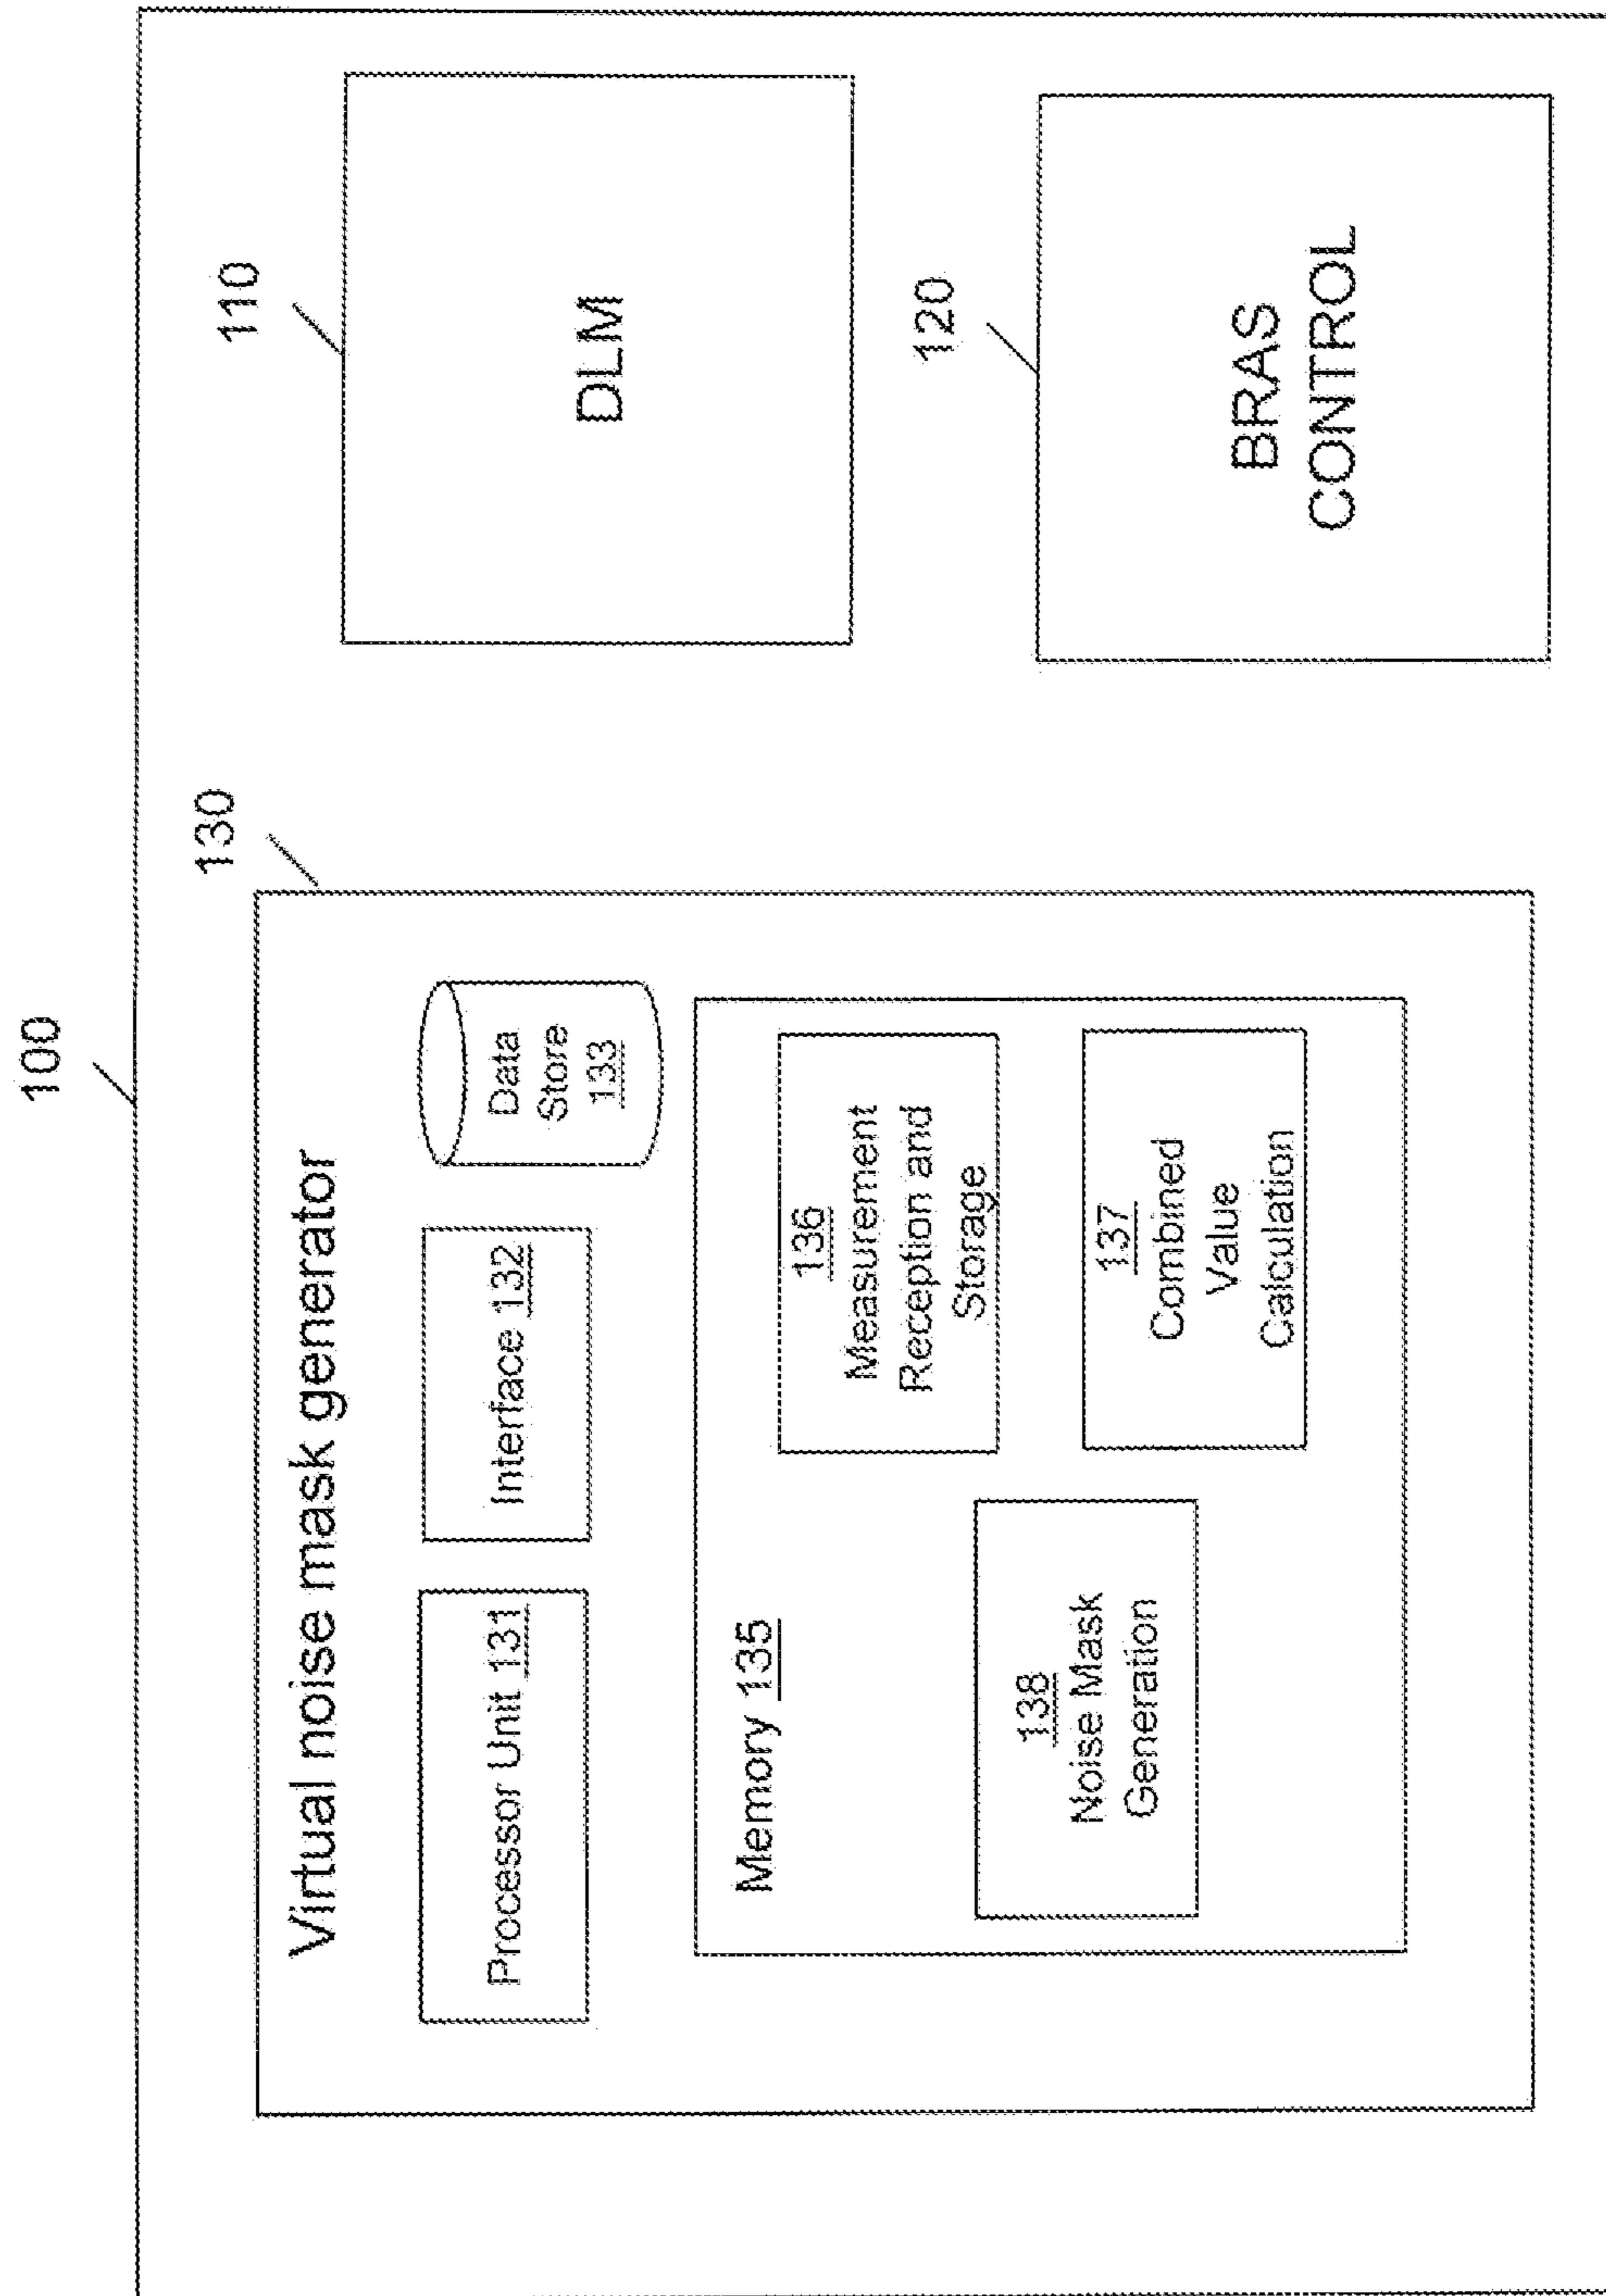 100
130
Virtual noise mask generator
Processor Unit 131
Interface 132
Data
Store
133
Memory 135
136
Measurement
Reception and
Storage
138
Noise Mask
Generation
137
Combined
Value
Calculation
110
DLM
120
BRAS
CONTROL